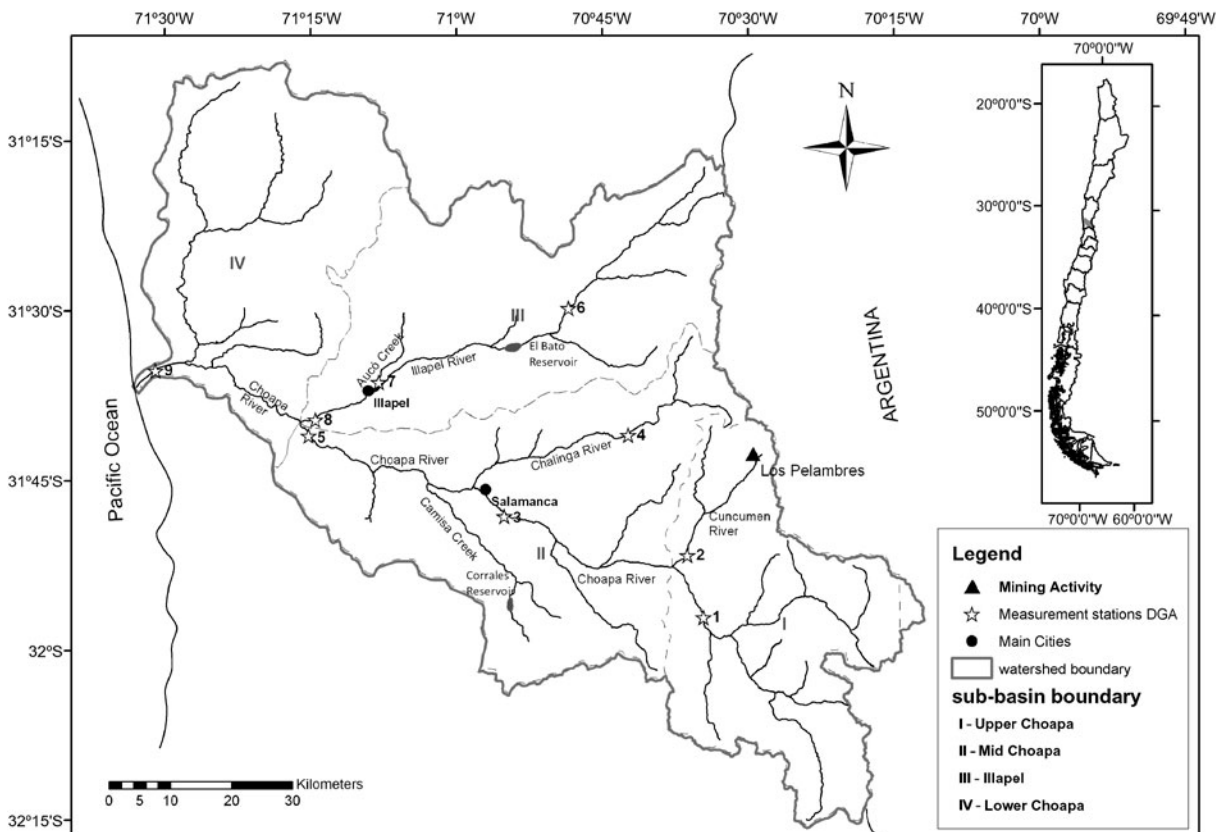 71°30'W
71°15'W
71°0'W
70°45'W
70°30'W
70°15'W
70°W
69°49'W
70°0'0"W
N
20°0'0"S
31°15'S
30°0'0"S
IV
31°30'S
III
6
El Bato
Reservoir
ARGENTINA
40°0'0"S
Aucó Creek
Illapel River
9
7
Illapel
Choapa
River
8
5
4
50°0'0"S
Pacific Ocean
Choapa River
Chalinga River
Los Pelambres
31°45'S
Salamanca
3
Cuncumen
River
70°0'0"W 60°0'0"W
Camisa Creek
II
2
Choapa River
Corrales
Reservoir
1
I
32°S
Legend
Mining Activity
Measurement stations DGA
Main Cities
watershed boundary
sub-basin boundary
I - Upper Choapa
II - Mid Choapa
III - Illapel
IV - Lower Choapa
Kilometers
0 5 10 20 30
32°15'S